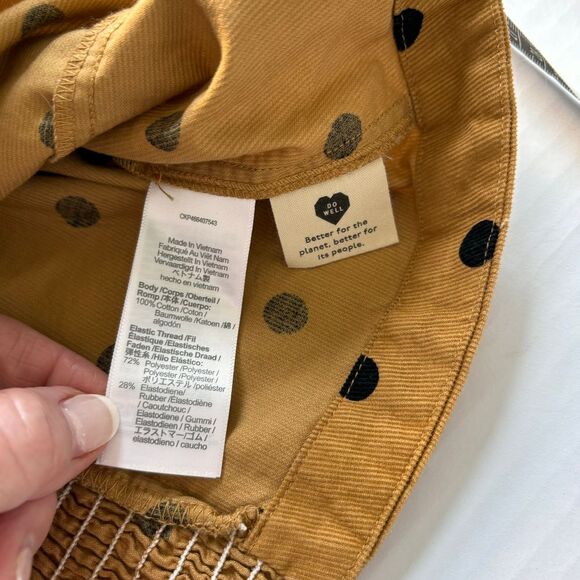 CKP466407543
Made in Vietnam
Fabriqué Au Viêt Nam
Hergestellt In Vietnam
Vervaardigd In Vietnam
ベトナム製
hecho en vietnam
Body /Corps /Oberteil /
Romp /本体 /Cuerpo:
100% Cotton /Coton /
Baumwolle /Katoen /綿 /
algodón
Elastic Thread /Fil
Élastique /Elastisches
Faden /Elastische Draad /
弾性糸 /Hilo Elástico:
72% Polyester /Polyester /
Polyester /Polyester /
ポリエステル /poliéster
28% Elastodiene/
Rubber /Elastodiène
/ Caoutchouc /
Elastodiene / Gummi /
Elastodieen / Rubber /
エラストマー /ゴム /
elastodieno / caucho
DO
WELL
Better for the
planet, better for
its people.